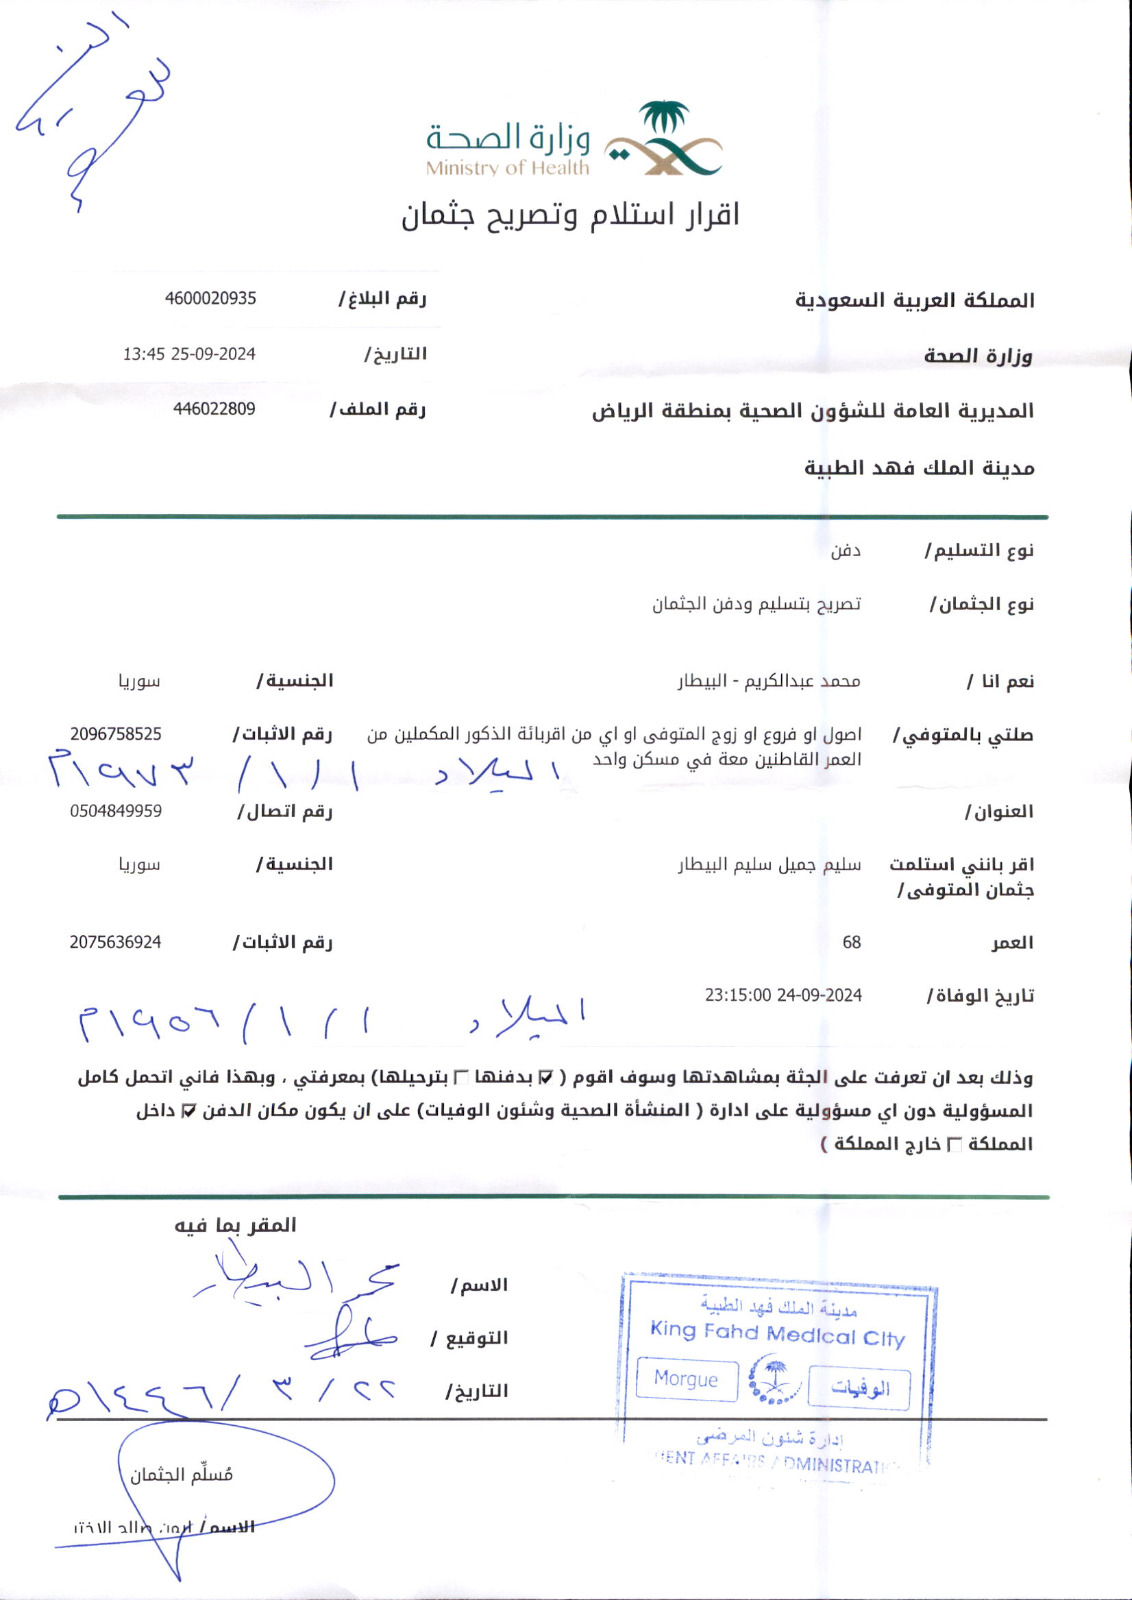 وزارة الصحة
Ministry of Health
اقرار استلام وتصريح جثمان
المملكة العربية السعودية
رقم البلاغ/ 4600020935
وزارة الصحة
التاريخ/ 25-09-2024 13:45
المديرية العامة للشؤون الصحية بمنطقة الرياض
رقم الملف/ 446022809
مدينة الملك فهد الطبية
نوع التسليم/ دفن
نوع الجثمان/ تصريح بتسليم ودفن الجثمان
نعم انا / محمد عبدالكريم - البيطار
الجنسية/ سوريا
صلتي بالمتوفي/ اصول او فروع او زوج المتوفى او اي من اقربائة الذكور المكملين من
العمر القاطنين معة في مسكن واحد
رقم الاثبات/ 2096758525
الميلاد ١/١/١٩٧٣م
العنوان/
رقم اتصال/ 0504849959
اقر بانني استلمت
جثمان المتوفى/
سليم جميل سليم البيطار
الجنسية/ سوريا
العمر 68
رقم الاثبات/ 2075636924
تاريخ الوفاة/ 24-09-2024 23:15:00
الميلاد ١/١/١٩٥٦م
وذلك بعد ان تعرفت على الجثة بمشاهدتها وسوف اقوم ( ☑ بدفنها ☐ بترحيلها) بمعرفتي ، وبهذا فاني اتحمل كامل
المسؤولية دون اي مسؤولية على ادارة ( المنشأة الصحية وشئون الوفيات) على ان يكون مكان الدفن ☑ داخل
المملكة ☐ خارج المملكة )
المقر بما فيه
الاسم/ محمد البيطار
التوقيع /
التاريخ/ ٢٢/٣/١٤٤٦هـ
مدينة الملك فهد الطبية
King Fahd Medical City
Morgue الوفيات
إدارة شئون المرضى
مُسلِّم الجثمان
الاسم/